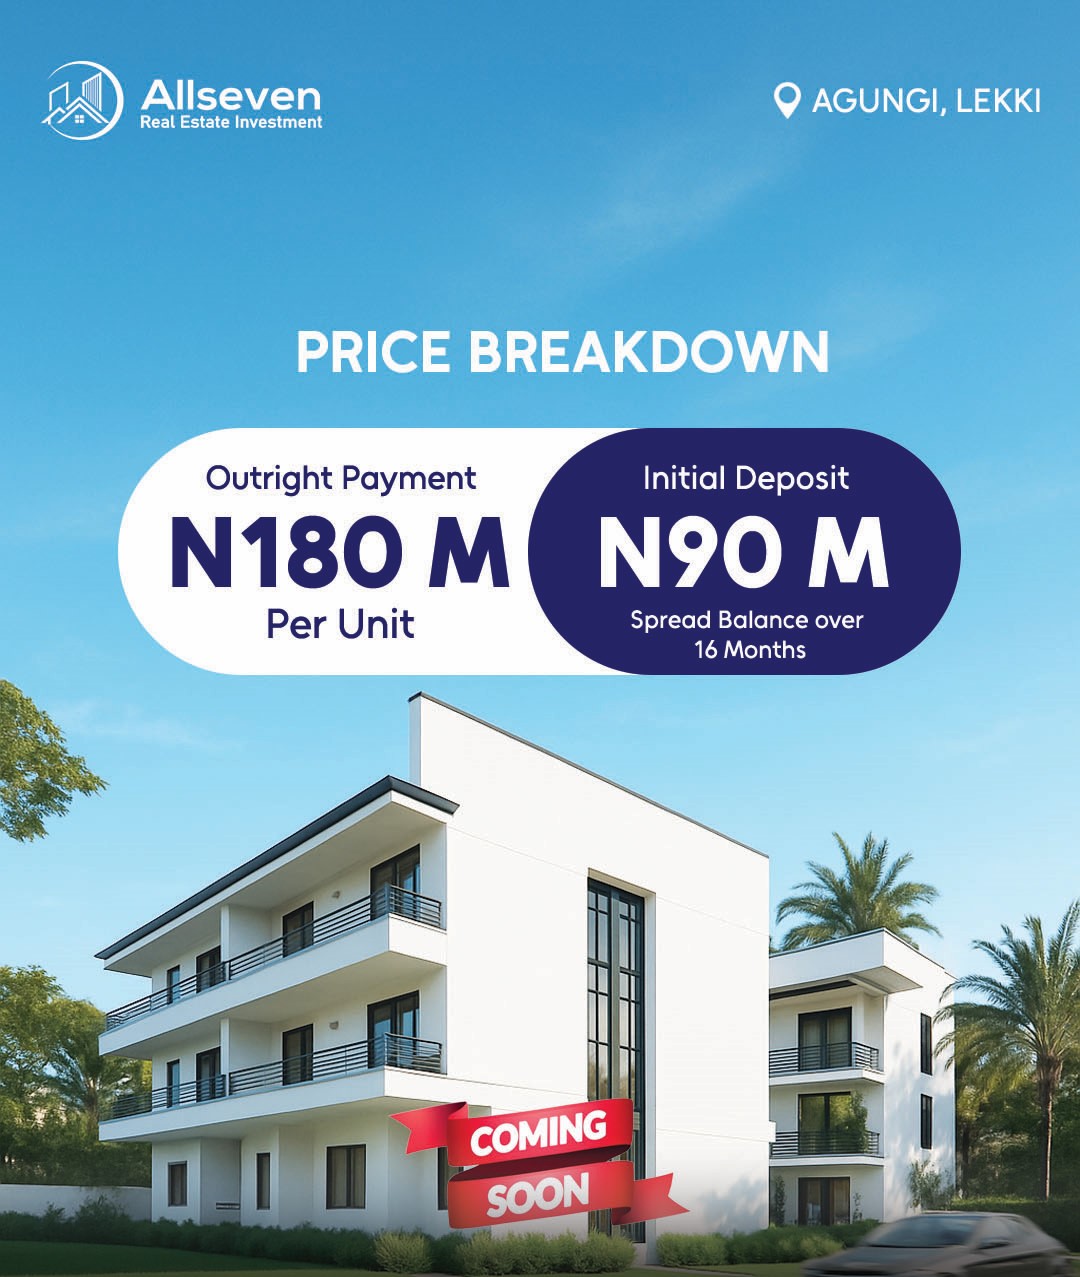 Allseven
Real Estate Investment
AGUNGI, LEKKI
PRICE BREAKDOWN
Outright Payment
N180 M
Per Unit
Initial Deposit
N90 M
Spread Balance over
16 Months
COMING
SOON